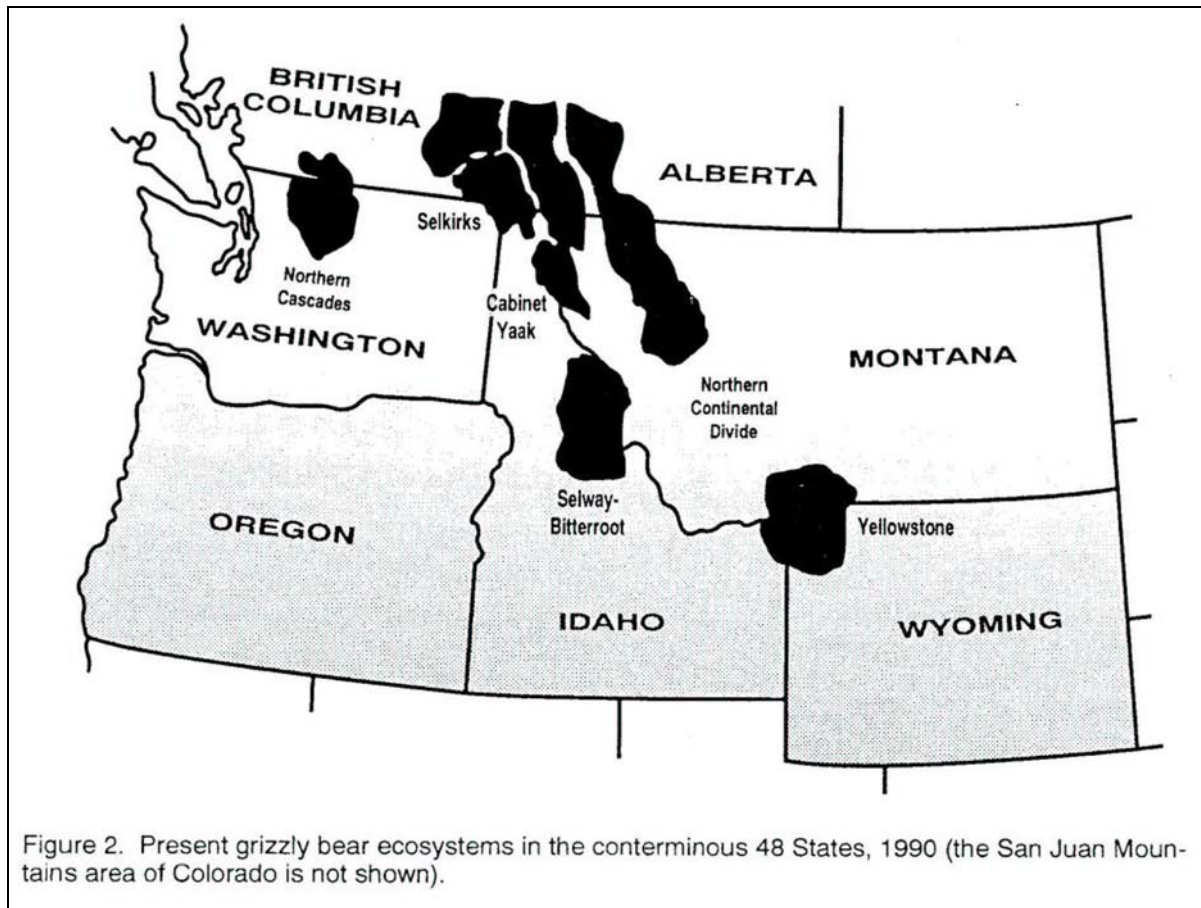 BRITISH
COLUMBIA
ALBERTA
Selkirks
Northern
Cascades
Cabinet
Yaak
WASHINGTON
MONTANA
Northern
Continental
Divide
Selway-
Bitterroot
Yellowstone
OREGON
IDAHO
WYOMING
Figure 2. Present grizzly bear ecosystems in the conterminous 48 States, 1990 (the San Juan Moun-
tains area of Colorado is not shown).